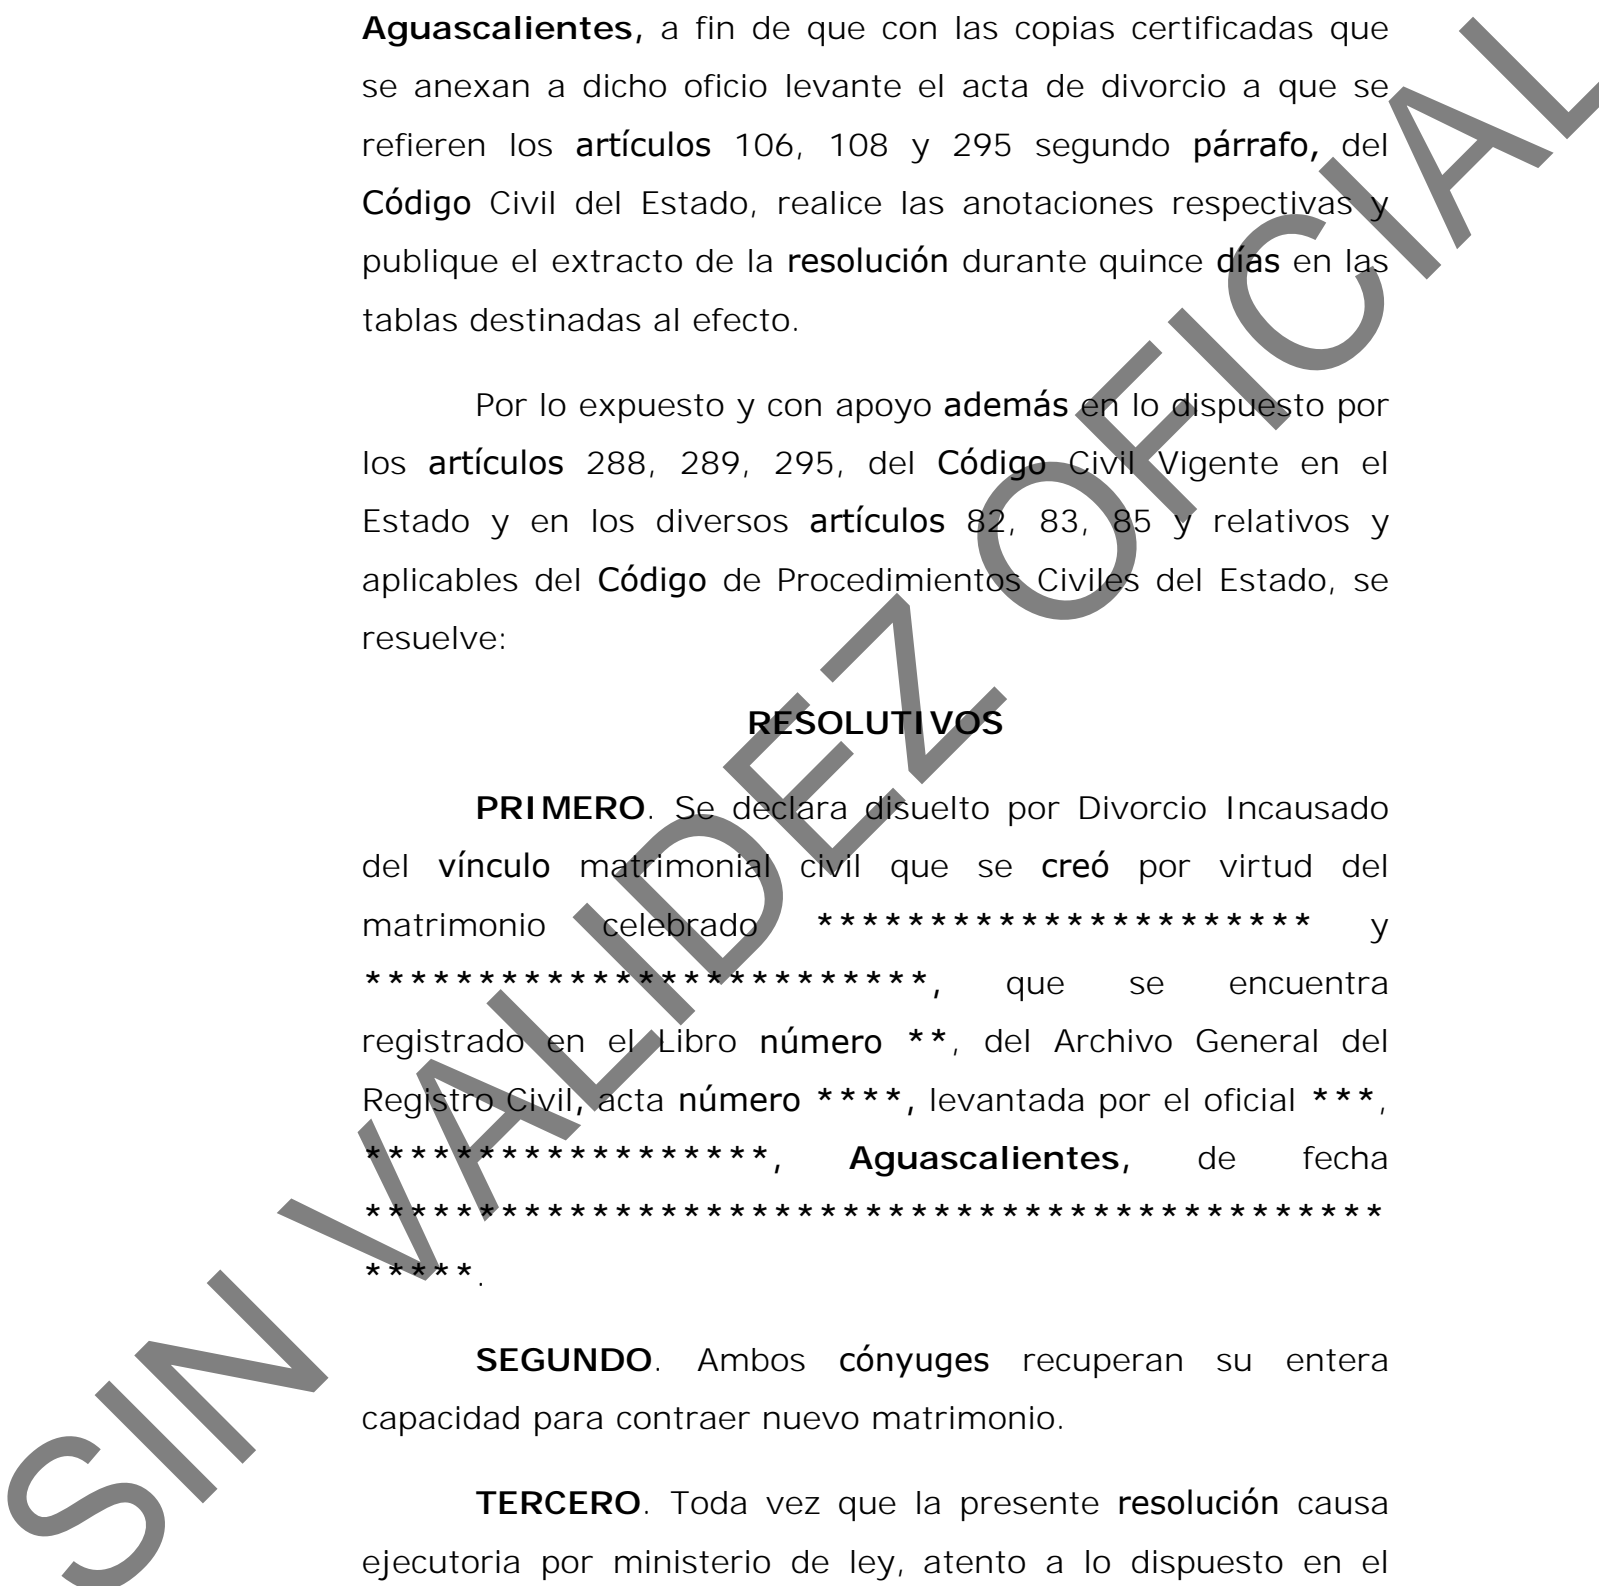 Aguascalientes, a fin de que con las copias certificadas que
se anexan a dicho oficio levante el acta de divorcio a que se
refieren los artículos 106, 108 y 295 segundo párrafo, del
Código Civil del Estado, realice las anotaciones respectivas y
publique el extracto de la resolución durante quince días en las
tablas destinadas al efecto.
Por lo expuesto y con apoyo además en lo dispuesto por
los artículos 288, 289, 295, del Código Civil Vigente en el
Estado y en los diversos artículos 82, 83, 85 y relativos y
aplicables del Código de Procedimientos Civiles del Estado, se
resuelve:
RESOLUTIVOS
PRIMERO. Se declara disuelto por Divorcio Incausado
del vínculo matrimonial civil que se creó por virtud del
matrimonio celebrado ********************** y
*************************, que se encuentra
registrado en el Libro número **, del Archivo General del
Registro Civil, acta número ****, levantada por el oficial ***,
******************, Aguascalientes, de fecha
*********************************************
*****.
SEGUNDO. Ambos cónyuges recuperan su entera
capacidad para contraer nuevo matrimonio.
TERCERO. Toda vez que la presente resolución causa
ejecutoria por ministerio de ley, atento a lo dispuesto en el
SIN VALIDEZ OFICIAL